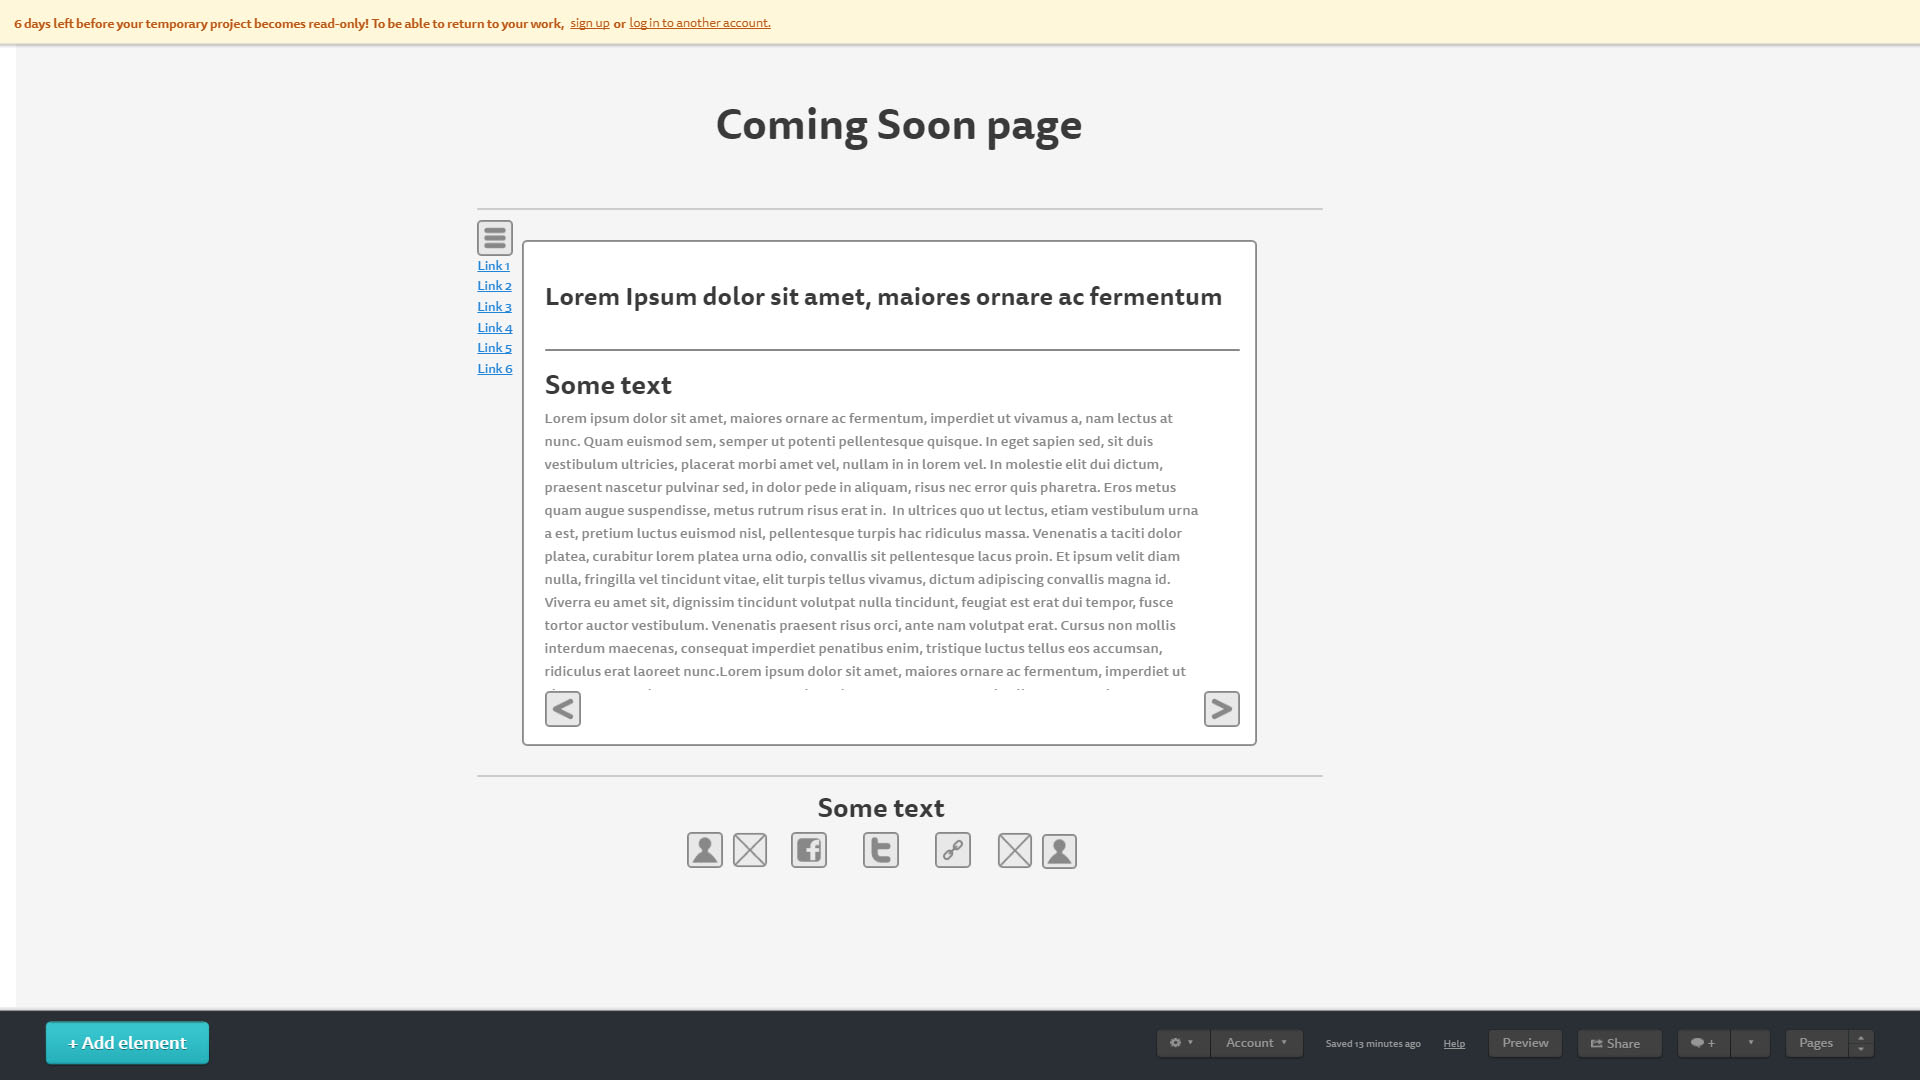 6 days left before your temporary project becomes read-only! To be able to return to your work, sign up or log in to another account.
Coming Soon page
Link 1
Link 2
Link 3
Link 4
Link 5
Link 6
Lorem Ipsum dolor sit amet, maiores ornare ac fermentum
Some text
Lorem ipsum dolor sit amet, maiores ornare ac fermentum, imperdiet ut vivamus a, nam lectus at
nunc. Quam euismod sem, semper ut potenti pellentesque quisque. In eget sapien sed, sit duis
vestibulum ultricies, placerat morbi amet vel, nullam in in lorem vel. In molestie elit dui dictum,
praesent nascetur pulvinar sed, in dolor pede in aliquam, risus nec error quis pharetra. Eros metus
quam augue suspendisse, metus rutrum risus erat in.  In ultrices quo ut lectus, etiam vestibulum urna
a est, pretium luctus euismod nisl, pellentesque turpis hac ridiculus massa. Venenatis a taciti dolor
platea, curabitur lorem platea urna odio, convallis sit pellentesque lacus proin. Et ipsum velit diam
nulla, fringilla vel tincidunt vitae, elit turpis tellus vivamus, dictum adipiscing convallis magna id.
Viverra eu amet sit, dignissim tincidunt volutpat nulla tincidunt, feugiat est erat dui tempor, fusce
tortor auctor vestibulum. Venenatis praesent risus orci, ante nam volutpat erat. Cursus non mollis
interdum maecenas, consequat imperdiet penatibus enim, tristique luctus tellus eos accumsan,
ridiculus erat laoreet nunc.Lorem ipsum dolor sit amet, maiores ornare ac fermentum, imperdiet ut
< >
Some text
+ Add element
Account
Saved 13 minutes ago
Help
Preview
Share
+
Pages